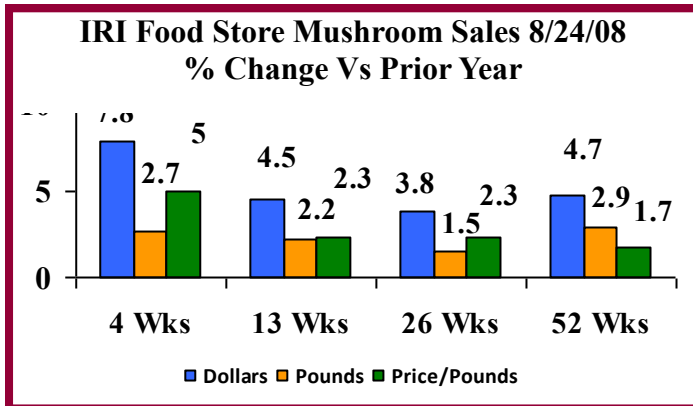 IRI Food Store Mushroom Sales 8/24/08
% Change Vs Prior Year
10
7.8 5
2.7 4.5 2.3 3.8 2.3 4.7
5 2.2 1.5 2.9 1.7
0
4 Wks 13 Wks 26 Wks 52 Wks
Dollars Pounds Price/Pounds